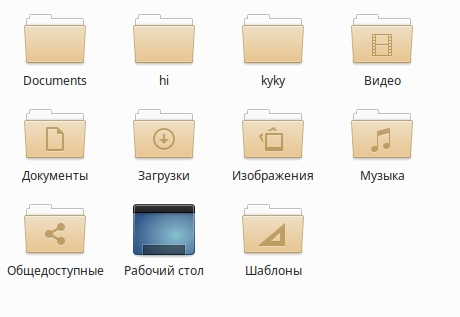 Documents
hi
kyky
Видео
Документы
Загрузки
Изображения
Музыка
Общедоступные
Рабочий стол
Шаблоны